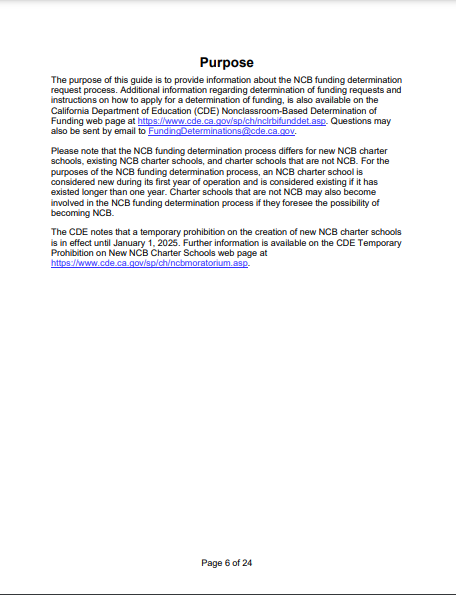 Purpose
The purpose of this guide is to provide information about the NCB funding determination
request process. Additional information regarding determination of funding requests and
instructions on how to apply for a determination of funding, is also available on the
California Department of Education (CDE) Nonclassroom-Based Determination of
Funding web page at https://www.cde.ca.gov/sp/ch/nclrbifunddet.asp. Questions may
also be sent by email to FundingDeterminations@cde.ca.gov.
Please note that the NCB funding determination process differs for new NCB charter
schools, existing NCB charter schools, and charter schools that are not NCB. For the
purposes of the NCB funding determination process, an NCB charter school is
considered new during its first year of operation and is considered existing if it has
existed longer than one year. Charter schools that are not NCB may also become
involved in the NCB funding determination process if they foresee the possibility of
becoming NCB.
The CDE notes that a temporary prohibition on the creation of new NCB charter schools
is in effect until January 1, 2025. Further information is available on the CDE Temporary
Prohibition on New NCB Charter Schools web page at
https://www.cde.ca.gov/sp/ch/ncbmoratorium.asp.
Page 6 of 24